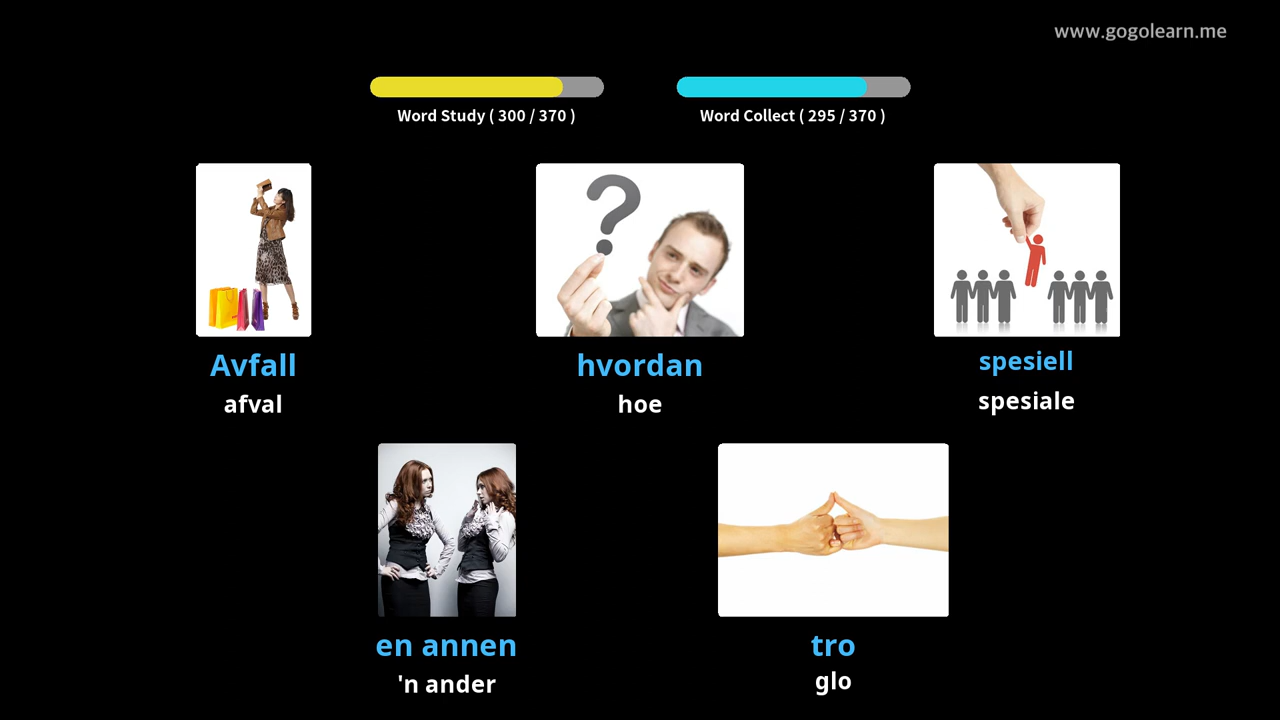 www.gogolearn.me
Word Study ( 300 / 370 )
Word Collect ( 295 / 370 )
Avfall
afval
hvordan
hoe
spesiell
spesiale
en annen
'n ander
tro
glo